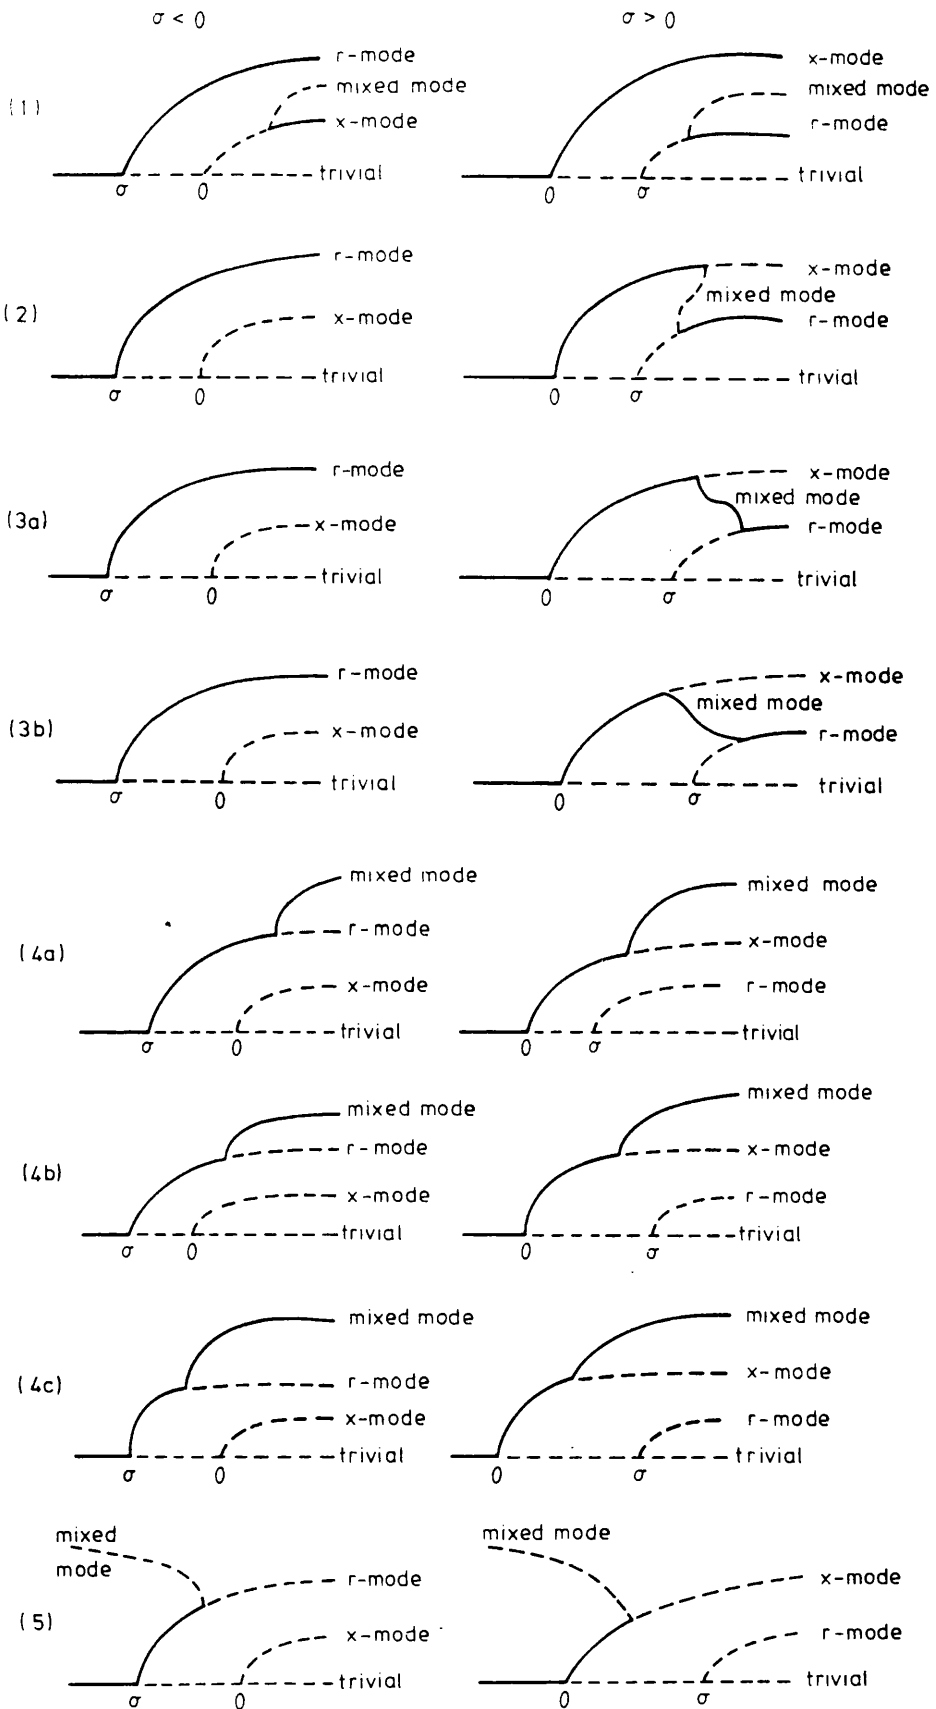 σ < 0
σ > 0
(1)
r-mode
mixed mode
x-mode
trivial
σ
0
x-mode
mixed mode
r-mode
trivial
0
σ
(2)
r-mode
x-mode
trivial
σ
0
x-mode
mixed mode
r-mode
trivial
0
σ
(3a)
r-mode
x-mode
trivial
σ
0
x-mode
mixed mode
r-mode
trivial
0
σ
(3b)
r-mode
x-mode
trivial
σ
0
x-mode
mixed mode
r-mode
trivial
0
σ
(4a)
mixed mode
r-mode
x-mode
trivial
σ
0
mixed mode
x-mode
r-mode
trivial
0
σ
(4b)
mixed mode
r-mode
x-mode
trivial
σ
0
mixed mode
x-mode
r-mode
trivial
0
σ
(4c)
mixed mode
r-mode
x-mode
trivial
σ
0
mixed mode
x-mode
r-mode
trivial
0
σ
(5)
mixed
mode
r-mode
x-mode
trivial
σ
0
mixed mode
x-mode
r-mode
trivial
0
σ